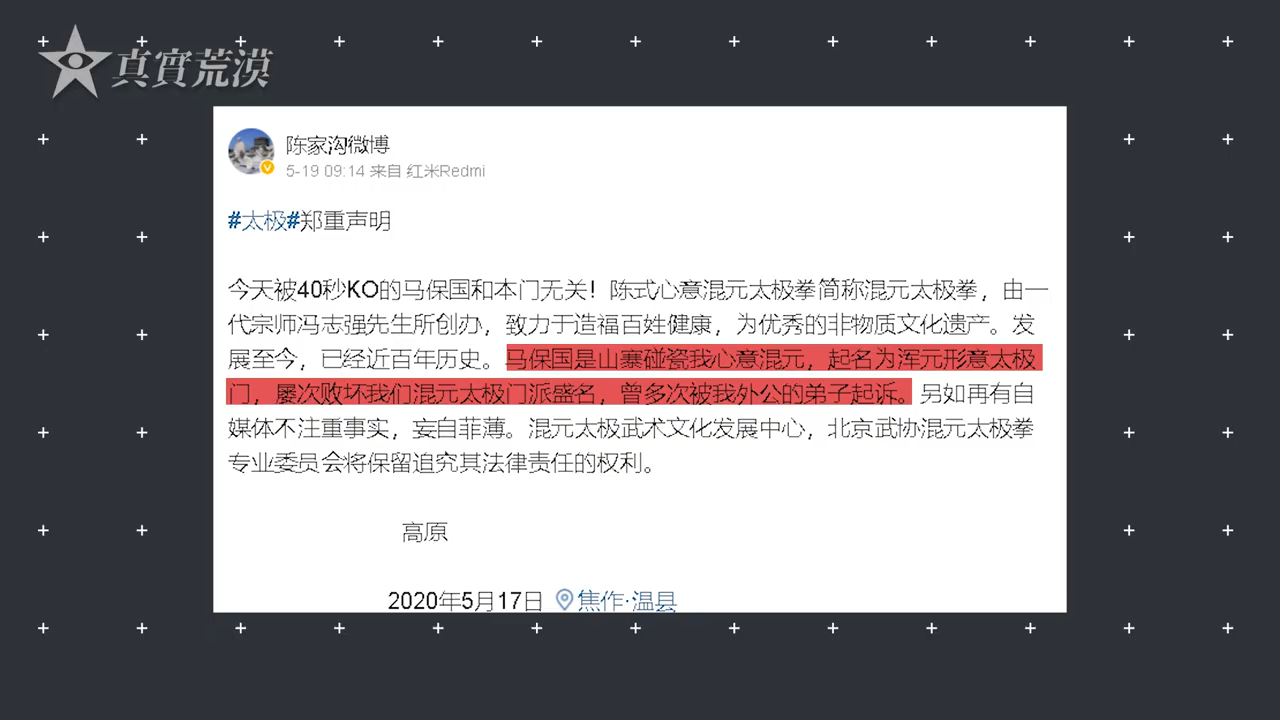 真實荒漠
陈家沟微博
5-19 09:14 来自 红米Redmi
#太极#郑重声明
今天被40秒KO的马保国和本门无关！陈式心意混元太极拳简称混元太极拳，由一
代宗师冯志强先生所创办，致力于造福百姓健康，为优秀的非物质文化遗产。发
展至今，已经近百年历史。马保国是山寨碰瓷我心意混元，起名为浑元形意太极
门，屡次败坏我们混元太极门派盛名，曾多次被我外公的弟子起诉。另如再有自
媒体不注重事实，妄自菲薄。混元太极武术文化发展中心，北京武协混元太极拳
专业委员会将保留追究其法律责任的权利。
高原
2020年5月17日 焦作·温县